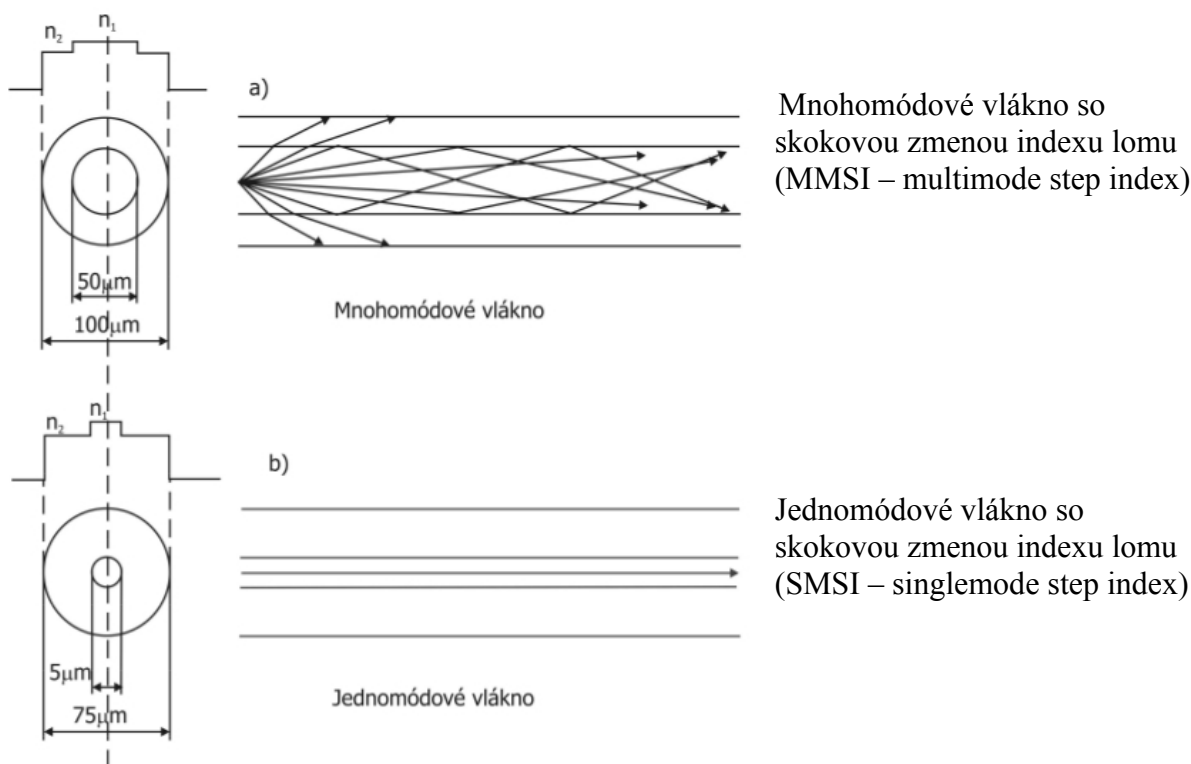 n₁
n₂
a)
Mnohomódové vlákno so
skokovou zmenou indexu lomu
(MMSI – multimode step index)
50μm
100μm
Mnohomódové vlákno
n₁
n₂
b)
Jednomódové vlákno so
skokovou zmenou indexu lomu
(SMSI – singlemode step index)
5μm
75μm
Jednomódové vlákno